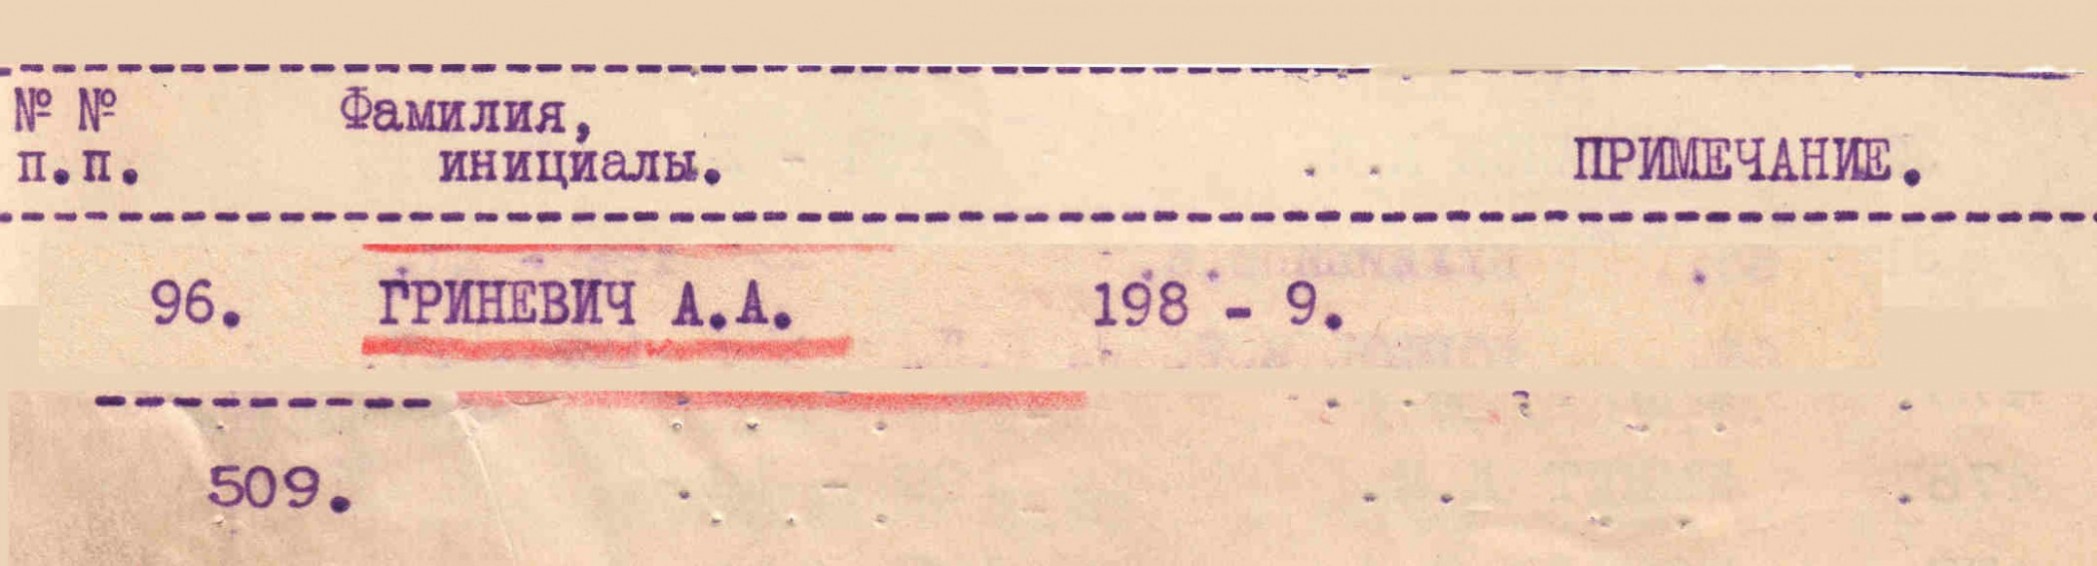 № № Фамилия,
п.п. инициалы. ПРИМЕЧАНИЕ.
96. ГРИНЕВИЧ А.А. 198 - 9.
509.